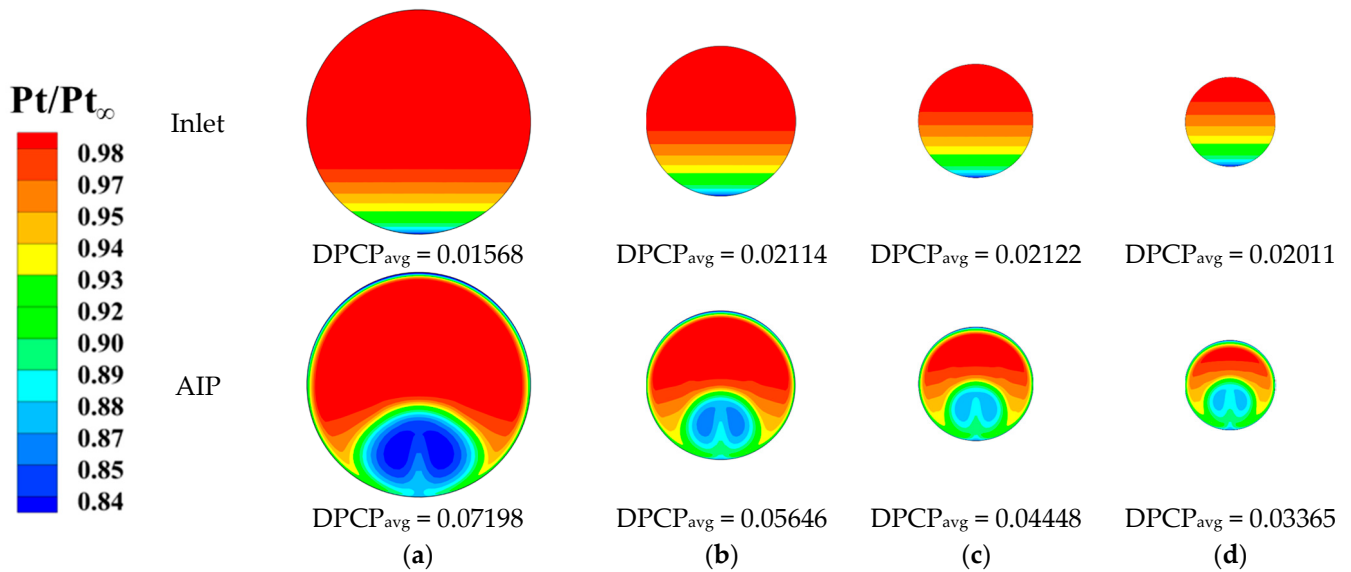 Pt/Pt∞
0.98
0.97
0.95
0.94
0.93
0.92
0.90
0.89
0.88
0.87
0.85
0.84
Inlet
DPCPavg = 0.01568 DPCPavg = 0.02114 DPCPavg = 0.02122 DPCPavg = 0.02011
AIP
DPCPavg = 0.07198 DPCPavg = 0.05646 DPCPavg = 0.04448 DPCPavg = 0.03365
(a) (b) (c) (d)